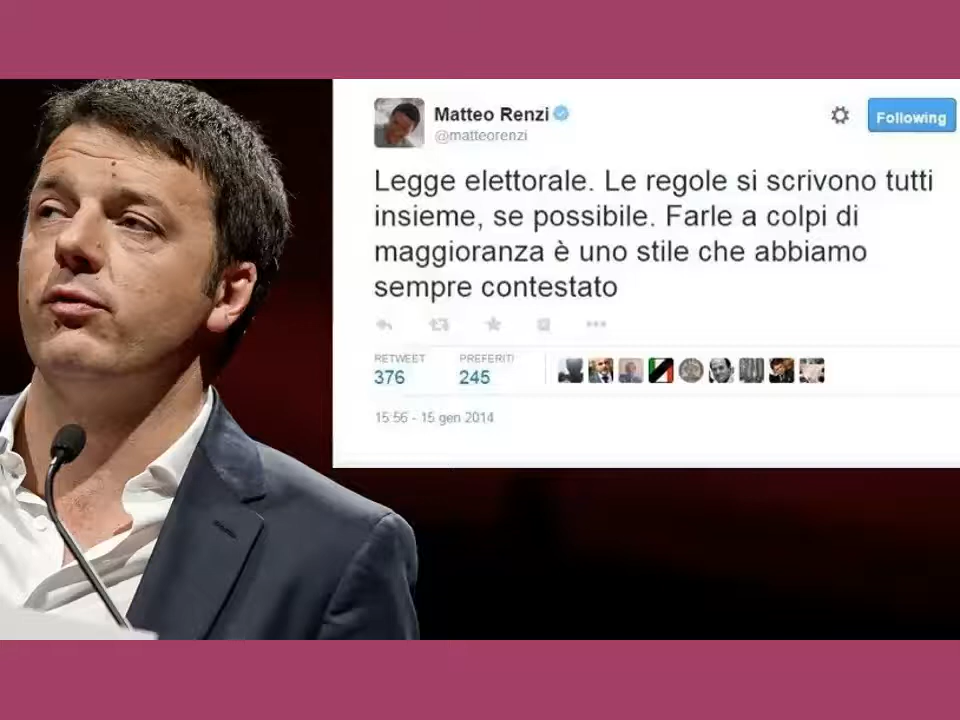 Matteo Renzi
@matteorenzi
Following
Legge elettorale. Le regole si scrivono tutti
insieme, se possibile. Farle a colpi di
maggioranza è uno stile che abbiamo
sempre contestato
RETWEET
PREFERITI
376
245
15:56 - 15 gen 2014